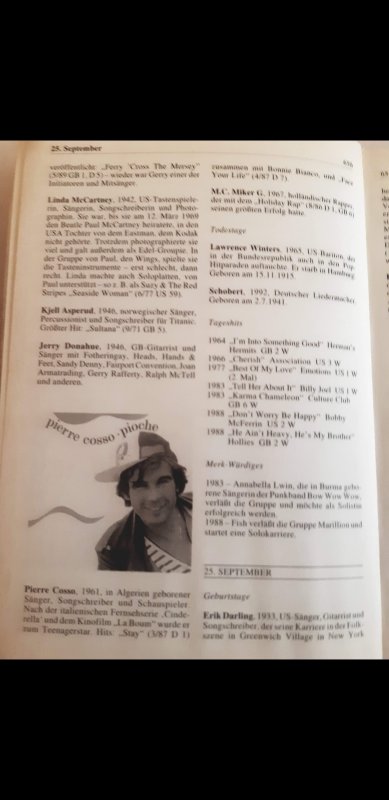 25. September
656
veröffentlicht „Ferry 'Cross The Mersey"
(5/89 GB 1, D 5) – wieder war Gerry einer der
Initiatoren und Mitsänger.
Linda McCartney, 1942, US-Tastenspiele-
rin, Sängerin, Songschreiberin und Photo-
graphin. Sie war, bis sie am 12. März 1969
den Beatle Paul McCartney heiratete, in den
USA Tochter von dem Eastman, dem Kodak
nicht gehörte. Trotzdem photographierte sie
viel und galt außerdem als Edel-Groupie. In
der Gruppe von Paul, den Wings, spielte sie
die Tasteninstrumente – erst schlecht, dann
recht. Linda machte auch Soloplatten, von
Paul unterstützt – so z. B. als Suzy & The Red
Stripes „Seaside Woman" (6/77 US 59).
Kjell Asperud, 1946, norwegischer Sänger,
Percussionist und Songschreiber für Titanic.
Größter Hit: „Sultana" (9/71 GB 5).
Jerry Donahue, 1946, GB-Gitarrist und
Sänger mit Fotheringay, Heads, Hands &
Feet, Sandy Denny, Fairport Convention, Joan
Armatrading, Gerry Rafferty, Ralph McTell
und anderen.
pierre cosso · pioche
Pierre Cosso, 1961, in Algerien geborener
Sänger, Songschreiber und Schauspieler.
Nach der italienischen Fernsehserie ‚Cinde-
rella' und dem Kinofilm „La Boum" wurde er
zum Teenagerstar. Hits: „Stay" (3/87 D 1)
zusammen mit Bonnie Bianco, und „Face
Your Life" (4/87 D 7).
M.C. Miker G, 1967, holländischer Rapper,
der mit dem „Holiday Rap" (8/86 D 1, GB 6)
seinen größten Erfolg hatte.
Todestage
Lawrence Winters, 1965, US-Bariton, der
in der Bundesrepublik auch in den Pop-
Hitparaden auftauchte. Er starb in Hamburg.
Geboren am 15.11.1915.
Schobert, 1992, Deutscher Liedermacher.
Geboren am 2.7.1941.
Tageshits
1964 „I'm Into Something Good" Herman's
Hermits GB 2 W
1966 „Cherish" Association US 3 W
1977 „Best Of My Love" Emotions US 1 W
(2. Mal)
1983 „Tell Her About It" Billy Joel US 1 W
1983 „Karma Chameleon" Culture Club
GB 6 W
1988 „Don't Worry Be Happy" Bobby
McFerrin US 2 W
1988 „He Ain't Heavy, He's My Brother"
Hollies GB 2 W
Merk-Würdiges
1983 – Annabella Lwin, die in Burma gebo-
rene Sängerin der Punkband Bow Wow Wow,
verläßt die Gruppe und möchte als Solistin
erfolgreich werden.
1988 – Fish verläßt die Gruppe Marillion und
startet eine Solokarriere.
25. SEPTEMBER
Geburtstage
Erik Darling, 1933, US-Sänger, Gitarrist und
Songschreiber, der seine Karriere in der Folk-
szene in Greenwich Village in New York